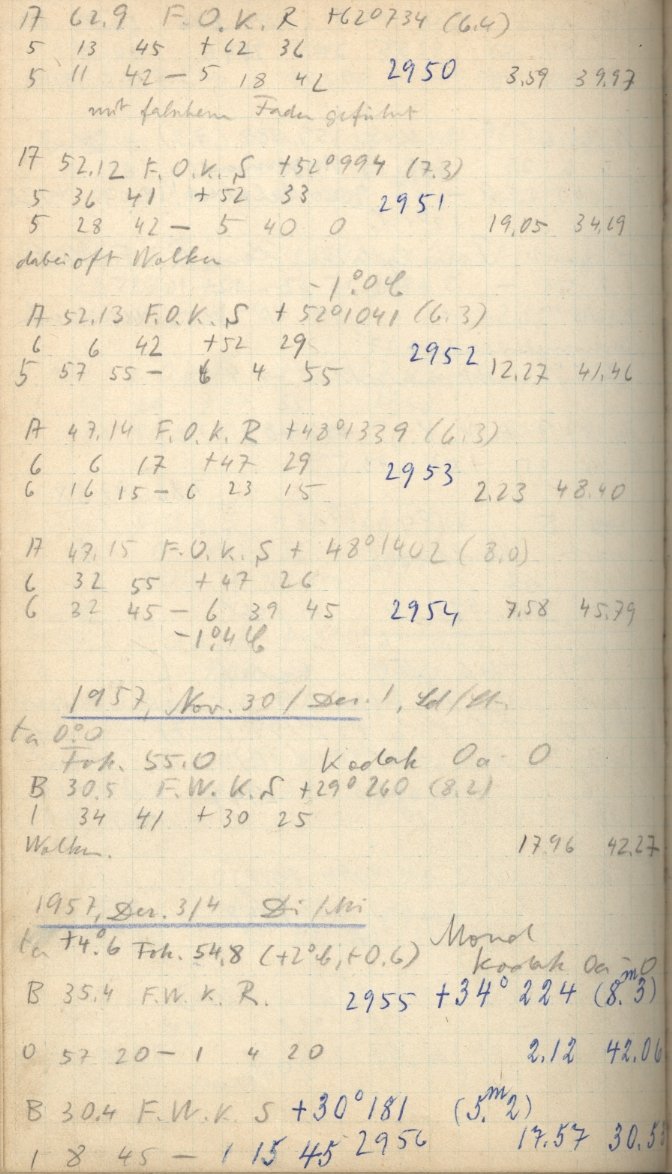 A 62.9 F.O.K.R +62°734 (6.4)
5 13 45 +62 36
5 11 42 – 5 18 42 2950 3.59 39.97
mit falschem Faden geführt
A 52.12 F.O.K.S +52°994 (7.3)
5 36 41 +52 33 2951
5 28 42 – 5 40 0 19.05 34.19
dabei oft Wolken
-1°.0 C
A 52.13 F.O.K.S +52°1041 (6.3)
6 6 42 +52 29 2952
5 57 55 – 6 4 55 12.27 41.46
A 47.14 F.O.K.R +48°1339 (6.3)
6 6 17 +47 29 2953
6 16 15 – 6 23 15 2.23 48.40
A 47.15 F.O.K.S + 48°1402 (8.0)
6 32 55 +47 26
6 32 45 – 6 39 45 2954 7.58 45.79
-1°.4 C
1957, Nov. 30 / Dez. 1,
ta 0°.0
Fok. 55.0 Kodak 0a-0
B 30.5 F.W.K.S +29°260 (8.2)
1 34 41 +30 25
Wolken. 17.96 42.27
1957, Dez. 3/4 Di/Mi
ta +4°.6 Fok. 54.8 (+2°.6, +0.6) Mond
Kodak 0a-0
B 35.4 F.W.K.R. 2955 +34° 224 (8.ᵐ3)
0 57 20 – 1 4 20 2.12 42.06
B 30.4 F.W.K.S +30°181 (5.ᵐ2)
1 8 45 – 1 15 45 2956 17.57